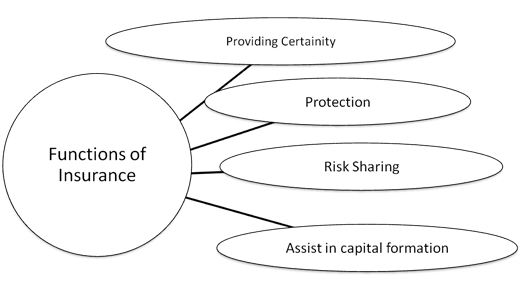 Providing Certainity
Protection
Functions of
Insurance
Risk Sharing
Assist in capital formation